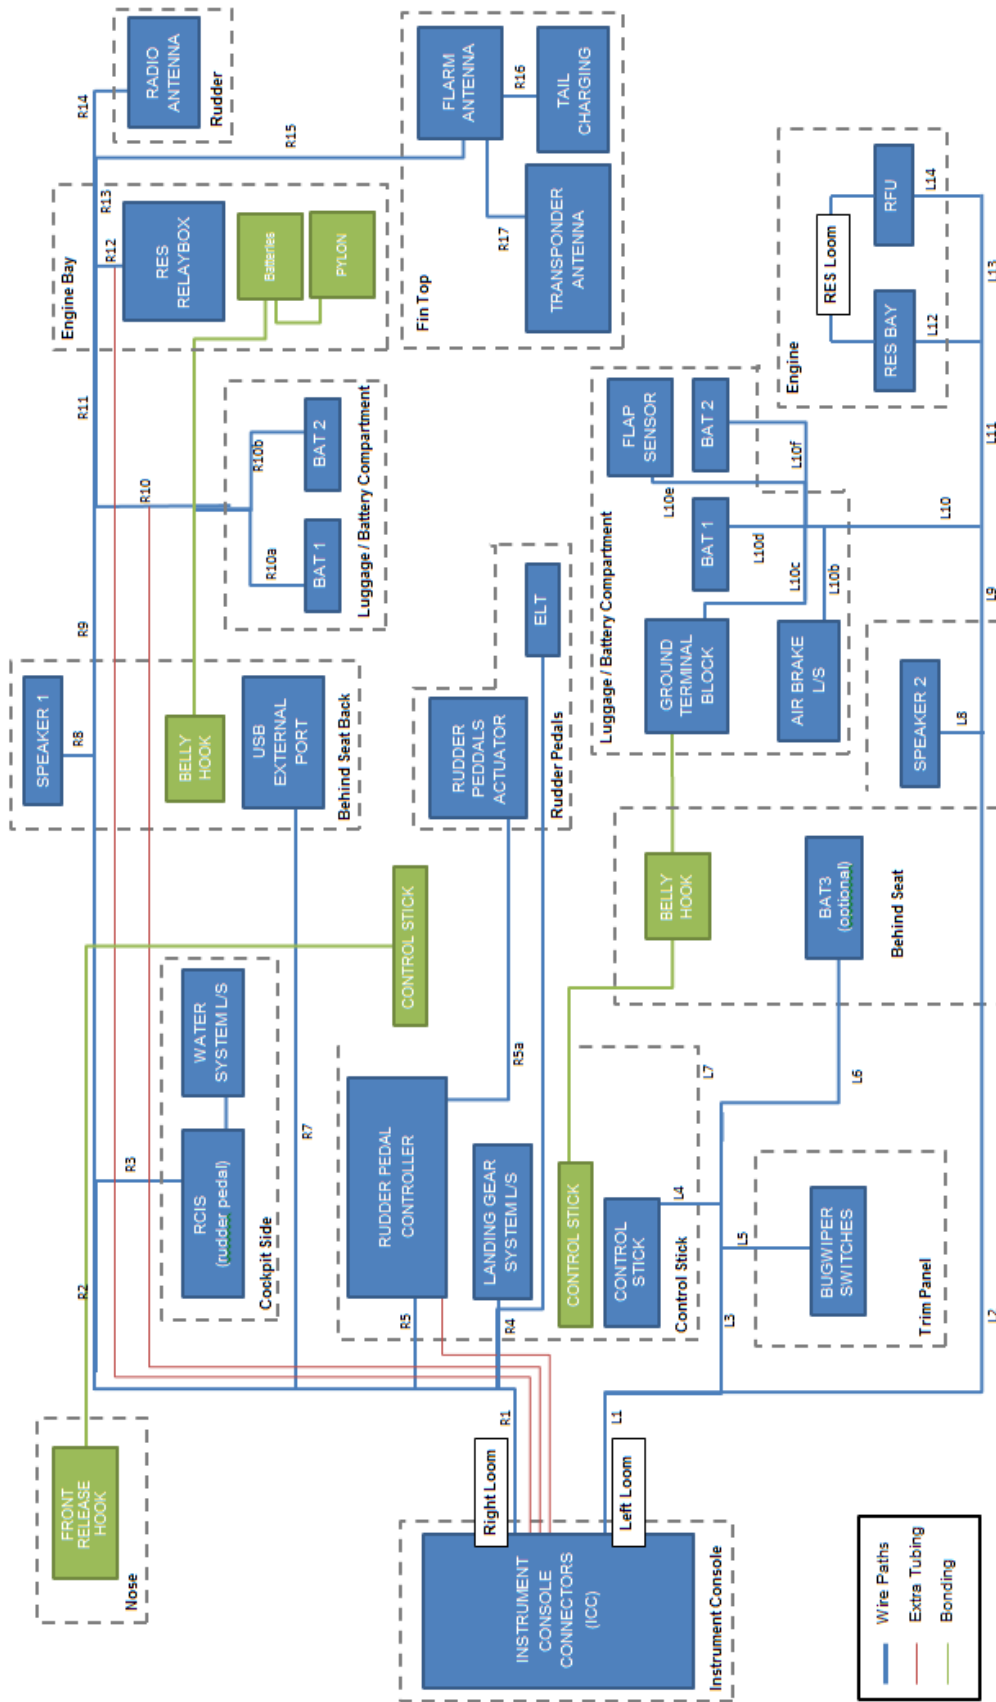 FRONT
RELEASE
HOOK
Nose
R2
SPEAKER 1
R8
BELLY
HOOK
USB
EXTERNAL
PORT
Behind Seat Back
R9
R10
R11
R10a
R10b
BAT 1
BAT 2
Luggage / Battery Compartment
Engine Bay
R12
R13
RES
RELAYBOX
Batteries
PYLON
R14
RADIO
ANTENNA
Rudder
R15
FLARM
ANTENNA
R16
TAIL
CHARGING
R17
TRANSPONDER
ANTENNA
Fin Top
R3
RCIS
(rudder pedal)
WATER
SYSTEM L/S
Cockpit Side
R7
CONTROL STICK
RUDDER PEDAL
CONTROLLER
R5
R5a
LANDING GEAR
SYSTEM L/S
R4
RUDDER
PEDDALS
ACTUATOR
ELT
Rudder Pedals
CONTROL STICK
CONTROL
STICK
Control Stick
L4
L7
R1
Right Loom
INSTRUMENT
CONSOLE
CONNECTORS
(ICC)
Left Loom
L1
Instrument Console
L3
L5
BUGWIPER
SWITCHES
Trim Panel
L6
BELLY
HOOK
BAT3
(optional)
Behind Seat
L2
SPEAKER 2
L8
L9
Luggage / Battery Compartment
GROUND
TERMINAL
BLOCK
AIR BRAKE
L/S
BAT 1
FLAP
SENSOR
BAT 2
L10e
L10d
L10c
L10b
L10f
L10
L11
Engine
RES Loom
RES BAY
RFU
L12
L14
L13
Wire Paths
Extra Tubing
Bonding